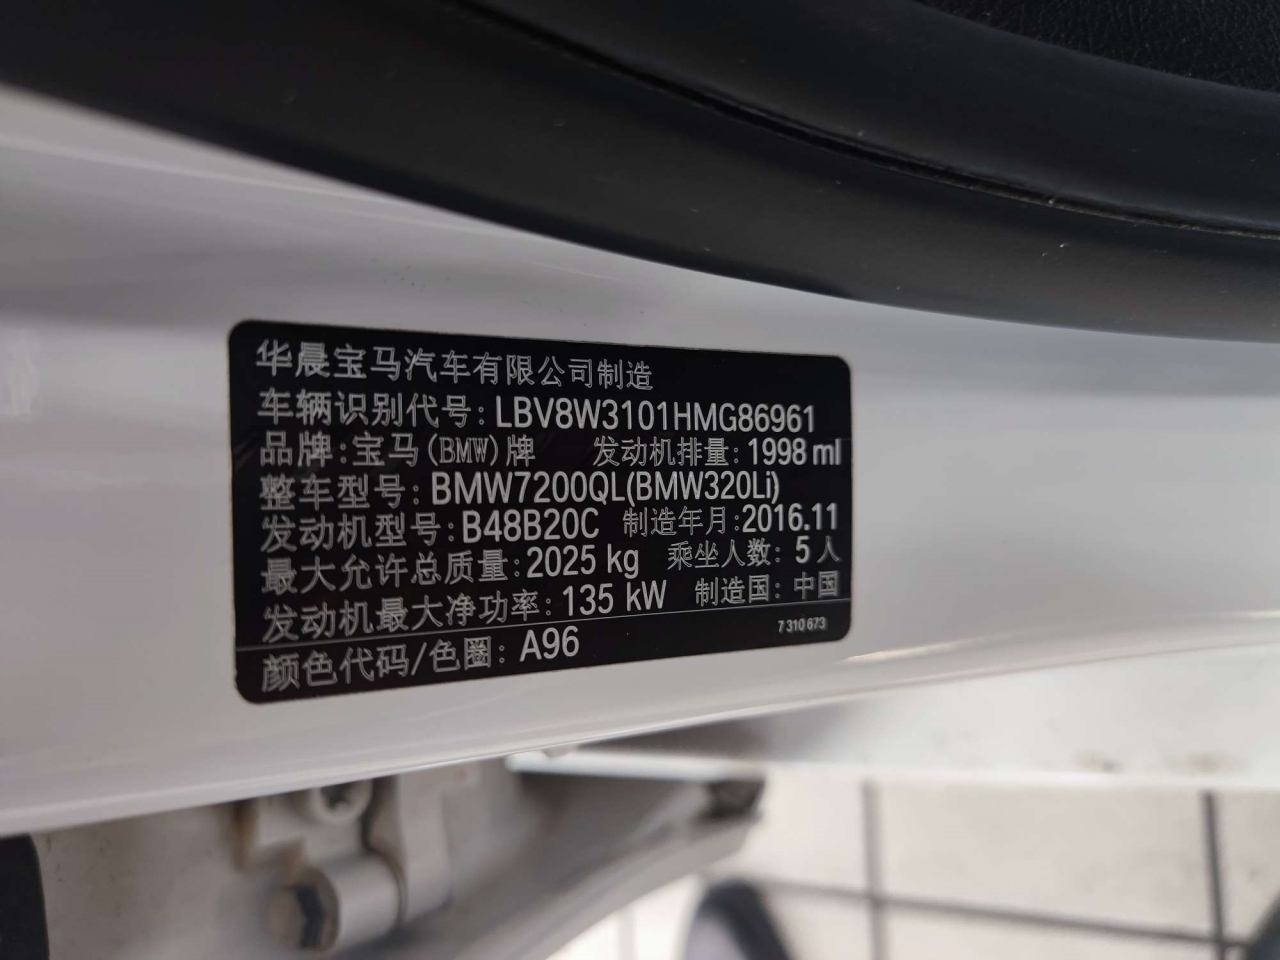 华晨宝马汽车有限公司制造
车辆识别代号: LBV8W3101HMG86961
品牌: 宝马(BMW)牌 发动机排量: 1998 ml
整车型号: BMW7200QL(BMW320Li)
发动机型号: B48B20C 制造年月: 2016.11
最大允许总质量: 2025 kg 乘坐人数: 5人
发动机最大净功率: 135 kW 制造国: 中国
颜色代码/色圈: A96 7 310 673